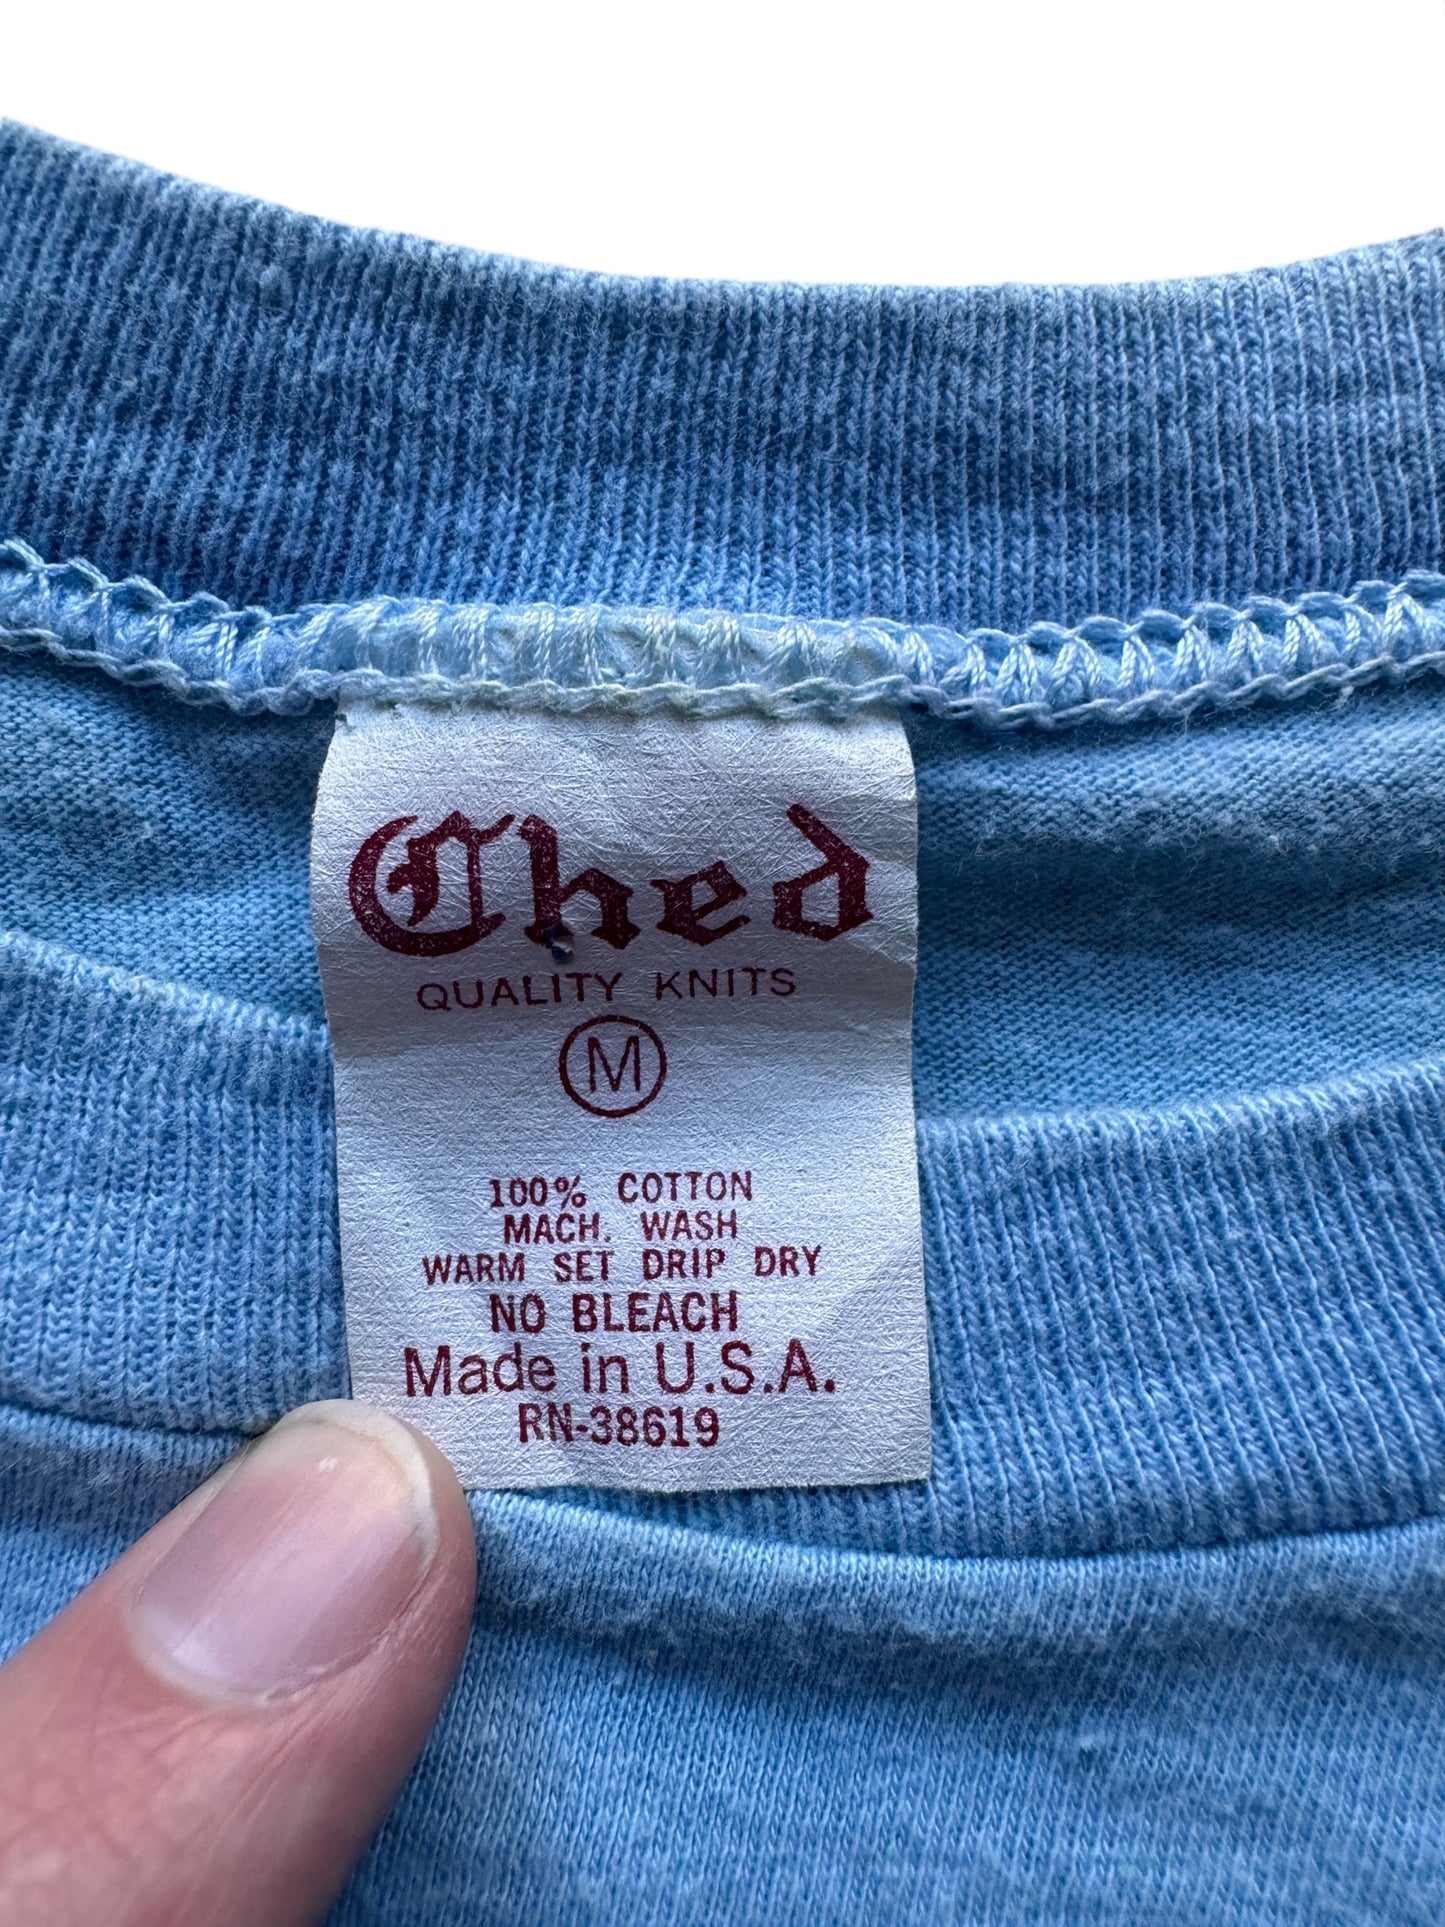 Ched
QUALITY KNITS
M
100% COTTON
MACH. WASH
WARM SET DRIP DRY
NO BLEACH
Made in U.S.A.
RN-38619